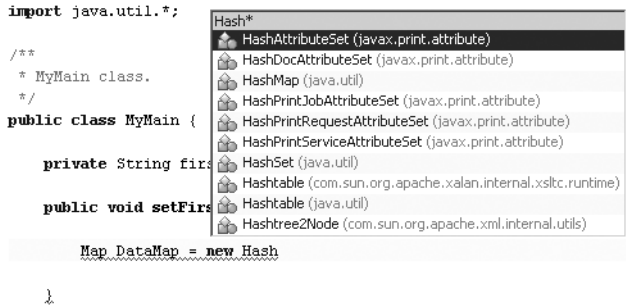 import java.util.*;
/**
 * MyMain class.
 */
public class MyMain {
private String firs
public void setFirs
Map DataMap = new Hash
}
Hash*
HashAttributeSet (javax.print.attribute)
HashDocAttributeSet (javax.print.attribute)
HashMap (java.util)
HashPrintJobAttributeSet (javax.print.attribute)
HashPrintRequestAttributeSet (javax.print.attribute)
HashPrintServiceAttributeSet (javax.print.attribute)
HashSet (java.util)
Hashtable (com.sun.org.apache.xalan.internal.xsltc.runtime)
Hashtable (java.util)
Hashtree2Node (com.sun.org.apache.xml.internal.utils)